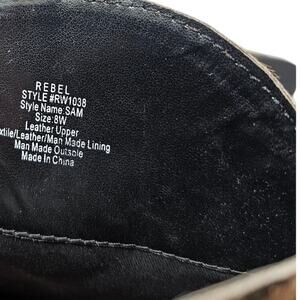 REBEL
STYLE #RW1038
Style Name: SAM
Size:8W
Leather Upper
extile/Leather/Man Made Lining
Man Made Outsole
Made In China